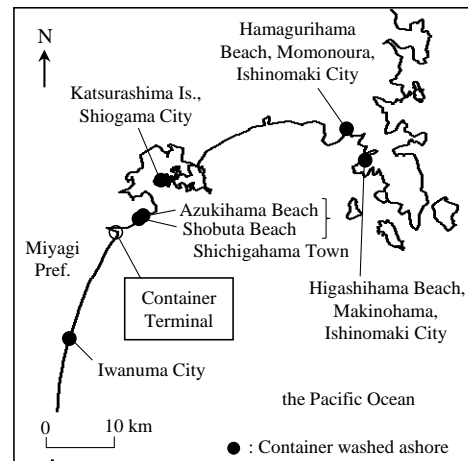 N
Hamagurihama
Beach, Momonoura,
Ishinomaki City
Katsurashima Is.,
Shiogama City
Azukihama Beach
Shobuta Beach
Shichigahama Town
Miyagi
Pref.
Container
Terminal
Higashihama Beach,
Makinohama,
Ishinomaki City
Iwanuma City
the Pacific Ocean
0 10 km
● : Container washed ashore